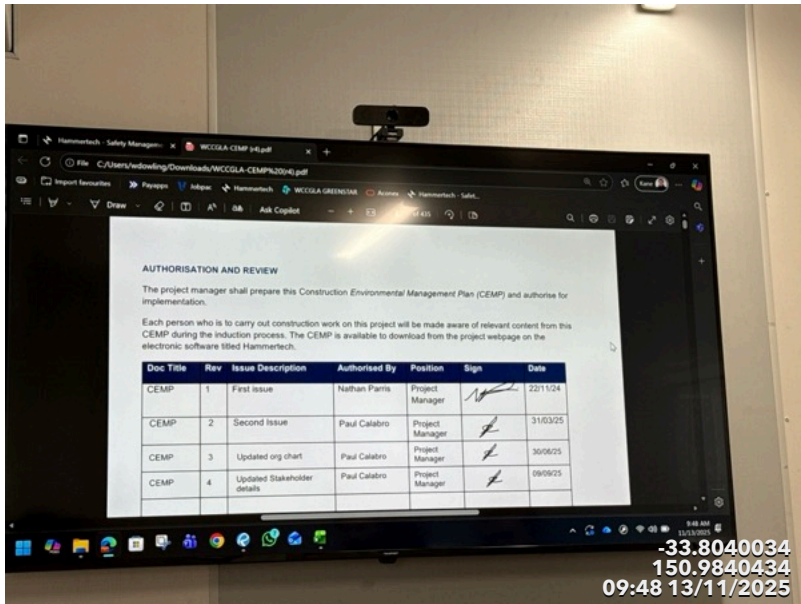 Hammertech - Safety Managem
WCCGLA-CEMP (r4).pdf
File C:/Users/wdowling/Downloads/WCCGLA-CEMP%20(r4).pdf
Import favourites Payapps Jobpac Hammertech WCCGLA GREENSTAR Aconex Hammertech - Safet...
Kane
Draw Ask Copilot of 435
AUTHORISATION AND REVIEW
The project manager shall prepare this Construction Environmental Management Plan (CEMP) and authorise for
implementation.
Each person who is to carry out construction work on this project will be made aware of relevant content from this
CEMP during the induction process. The CEMP is available to download from the project webpage on the
electronic software titled Hammertech.
Doc Title Rev Issue Description Authorised By Position Sign Date
CEMP 1 First issue Nathan Parris Project Manager 22/11/24
CEMP 2 Second Issue Paul Calabro Project Manager 31/03/25
CEMP 3 Updated org chart Paul Calabro Project Manager 30/06/25
CEMP 4 Updated Stakeholder details Paul Calabro Project Manager 09/09/25
9:48 AM
11/13/2025
-33.8040034
150.9840434
09:48 13/11/2025